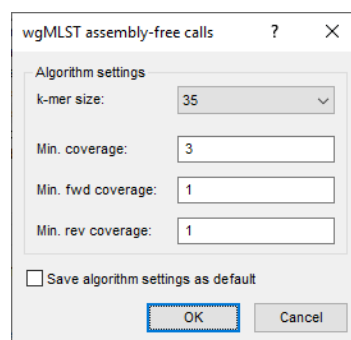 wgMLST assembly-free calls ? ×
Algorithm settings
k-mer size: 35
Min. coverage: 3
Min. fwd coverage: 1
Min. rev coverage: 1
Save algorithm settings as default
OK Cancel